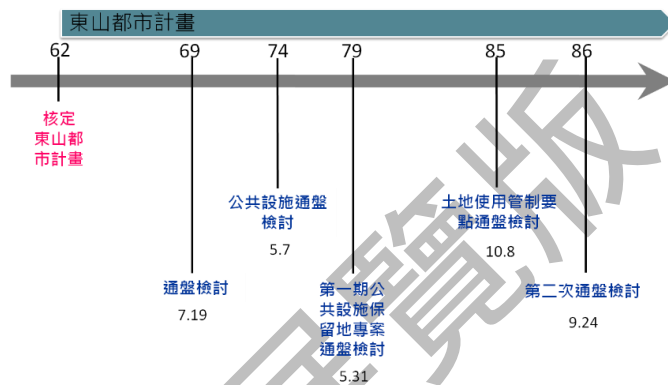 東山都市計畫
62
69
74
79
85
86
核定
東山都
市計畫
公共設施通盤
檢討
5.7
土地使用管制要
點通盤檢討
10.8
通盤檢討
7.19
第一期公
共設施保
留地專案
通盤檢討
5.31
第二次通盤檢討
9.24
覽版